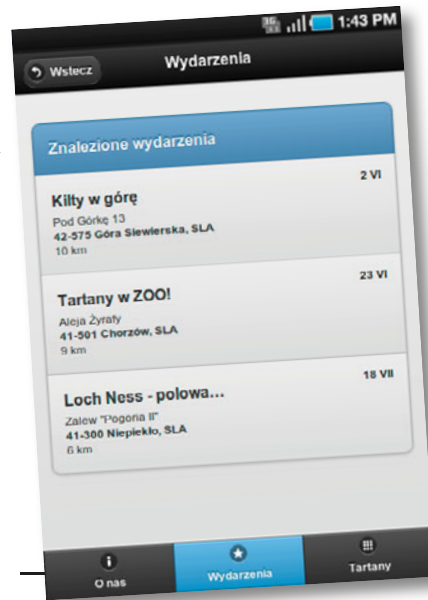 3G
1:43 PM
Wstecz
Wydarzenia
Znalezione wydarzenia
Kilty w górę
2 VI
Pod Górkę 13
42-575 Góra Siewierska, SLA
10 km
Tartany w ZOO!
23 VI
Aleja Żyrafy
41-501 Chorzów, SLA
9 km
Loch Ness - polowa...
18 VII
Zalew "Pogoria II"
41-300 Niepiekło, SLA
6 km
O nas
Wydarzenia
Tartany